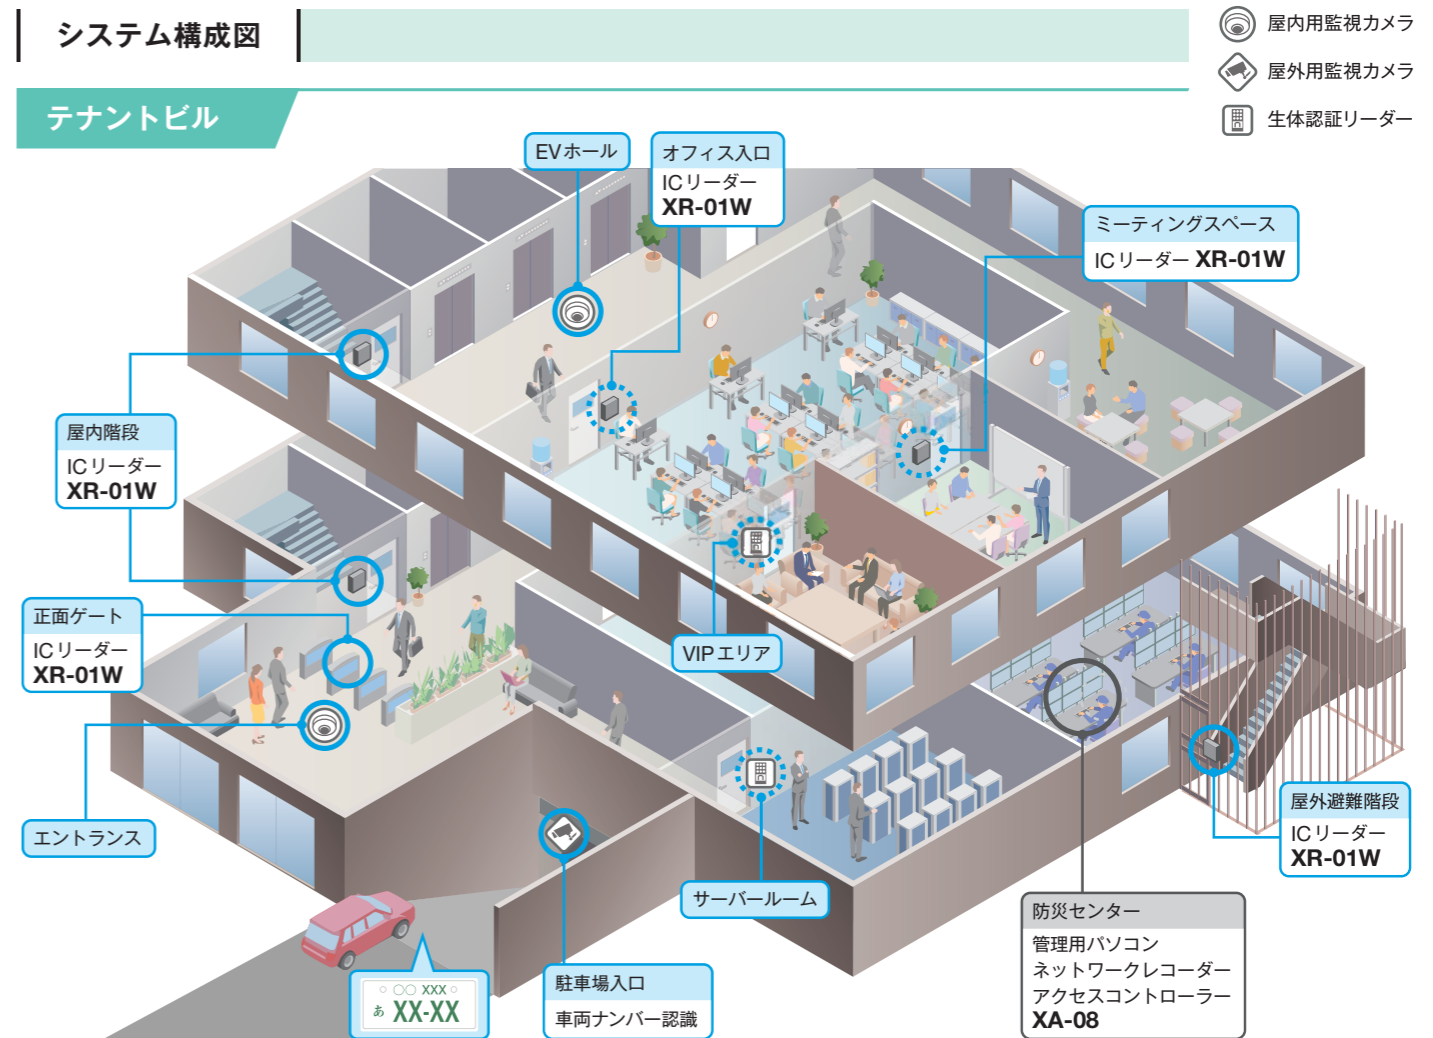 システム構成図
屋内用監視カメラ
屋外用監視カメラ
生体認証リーダー
テナントビル
EVホール
オフィス入口
ICリーダー
XR-01W
ミーティングスペース
ICリーダー XR-01W
屋内階段
ICリーダー
XR-01W
正面ゲート
ICリーダー
XR-01W
VIPエリア
エントランス
サーバールーム
屋外避難階段
ICリーダー
XR-01W
防災センター
管理用パソコン
ネットワークレコーダー
アクセスコントローラー
XA-08
駐車場入口
車両ナンバー認識
○○ XXX
あ XX-XX